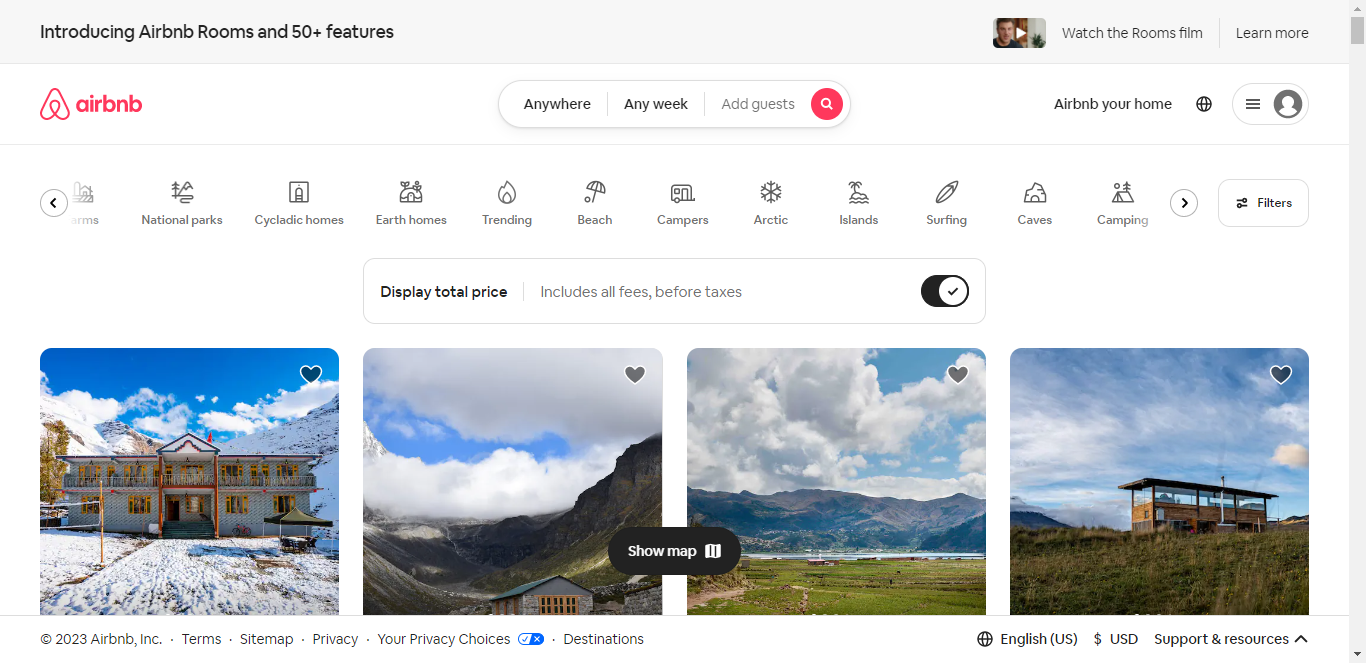 Introducing Airbnb Rooms and 50+ features
Watch the Rooms film
Learn more
airbnb
Anywhere
Any week
Add guests
Airbnb your home
National parks
Cycladic homes
Earth homes
Trending
Beach
Campers
Arctic
Islands
Surfing
Caves
Camping
Filters
Display total price
Includes all fees, before taxes
Show map
© 2023 Airbnb, Inc. · Terms · Sitemap · Privacy · Your Privacy Choices · Destinations
English (US)
$ USD
Support & resources